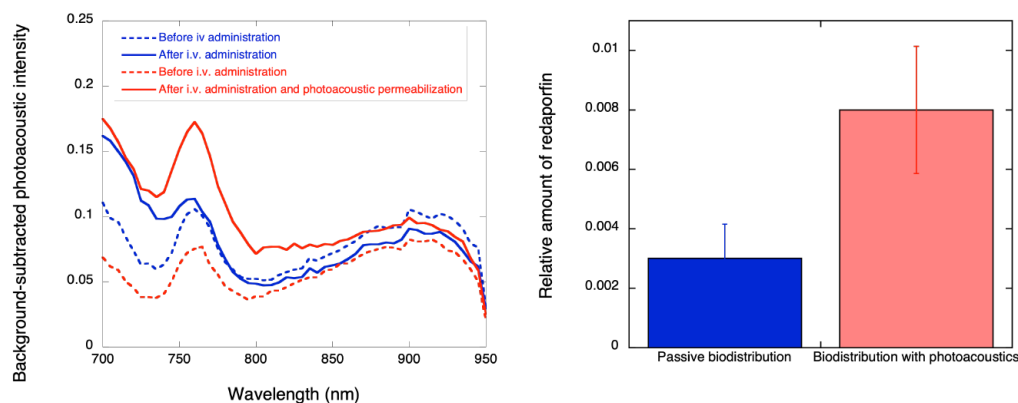 Background-subtracted photoacoustic intensity
0.25
0.2
0.15
0.1
0.05
0
700
750
800
850
900
950
Wavelength (nm)
Before iv administration
After i.v. administration
Before i.v. administration
After i.v. administration and photoacoustic permeabilization
Relative amount of redaporfin
0.01
0.008
0.006
0.004
0.002
0
Passive biodistribution
Biodistribution with photoacoustics